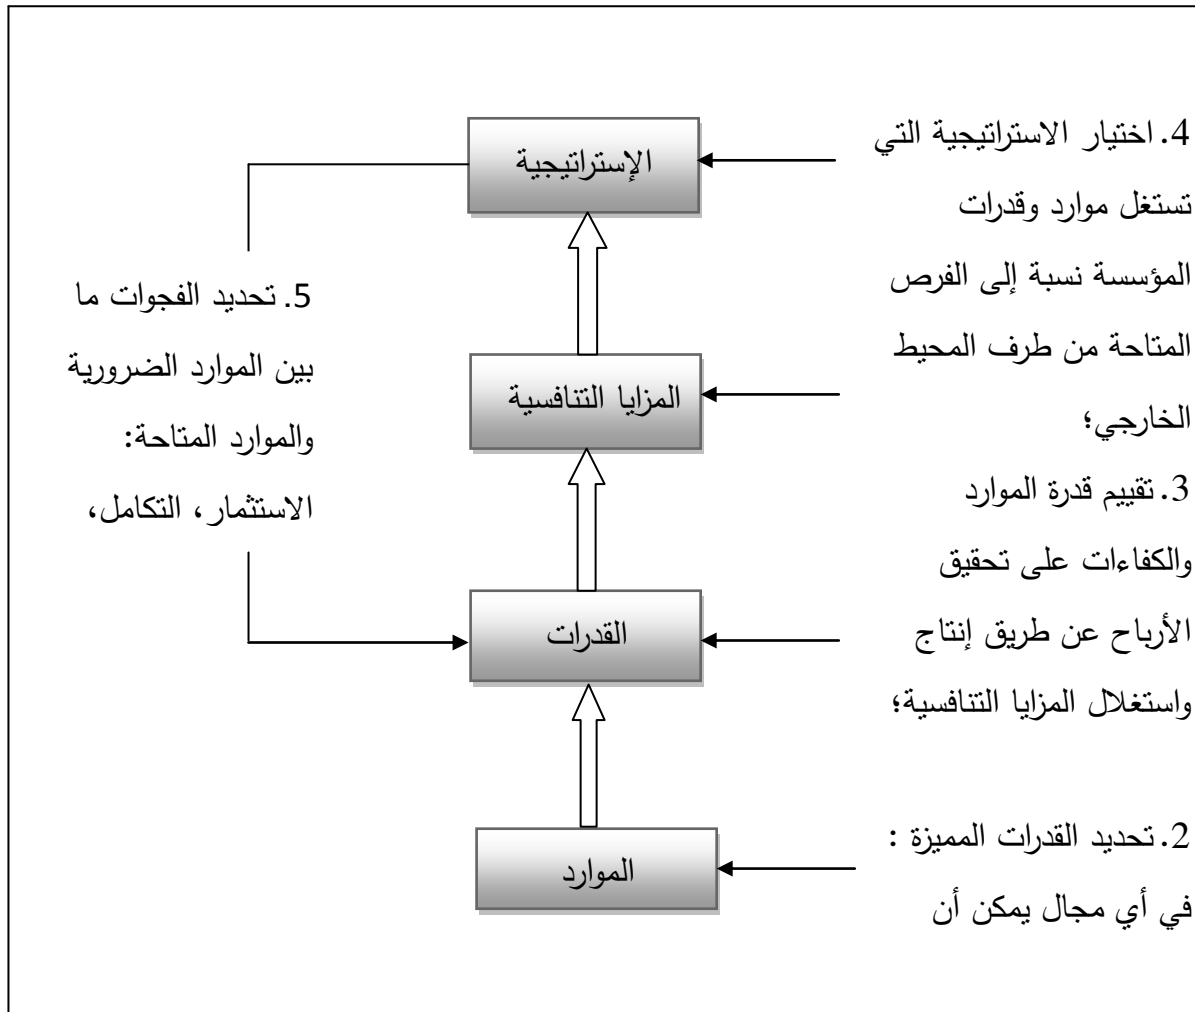 4. اختيار الاستراتيجية التي
تستغل موارد وقدرات
المؤسسة نسبة إلى الفرص
المتاحة من طرف المحيط
الخارجي؛
3. تقييم قدرة الموارد
والكفاءات على تحقيق
الأرباح عن طريق إنتاج
واستغلال المزايا التنافسية؛
2. تحديد القدرات المميزة :
في أي مجال يمكن أن
الإستراتيجية
المزايا التنافسية
القدرات
الموارد
5. تحديد الفجوات ما
بين الموارد الضرورية
والموارد المتاحة:
الاستثمار، التكامل،